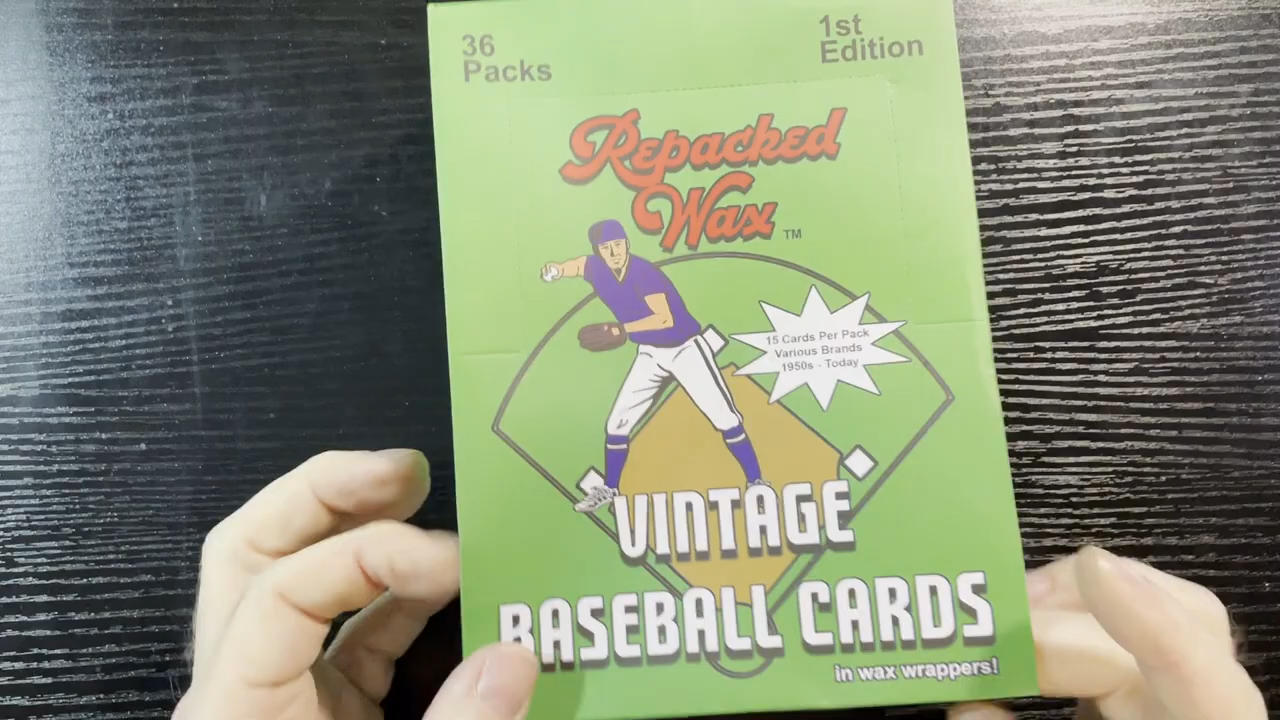 36
Packs
1st
Edition
Repacked
Wax ™
15 Cards Per Pack
Various Brands
1950s - Today
VINTAGE
BASEBALL CARDS
in wax wrappers!